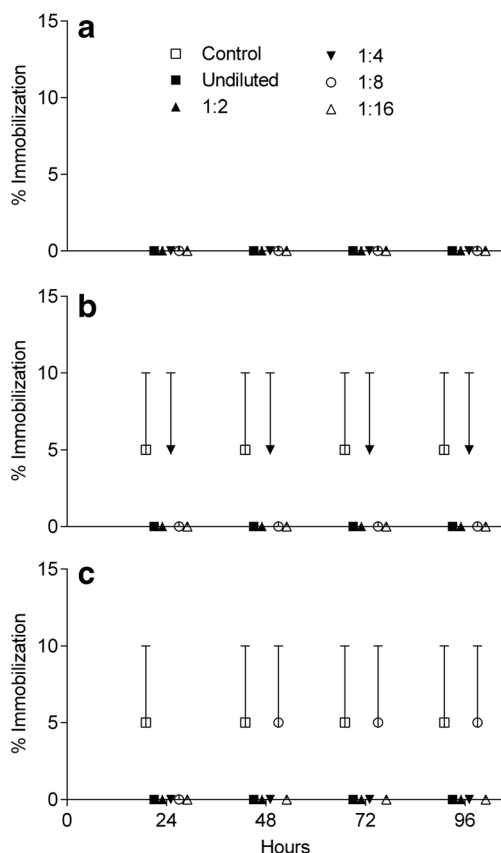 15
a
Control
1:4
Undiluted
1:8
1:2
1:16
10
5
0
% Immobilization
15
b
10
5
0
% Immobilization
15
c
10
5
0
% Immobilization
0 24 48 72 96
Hours